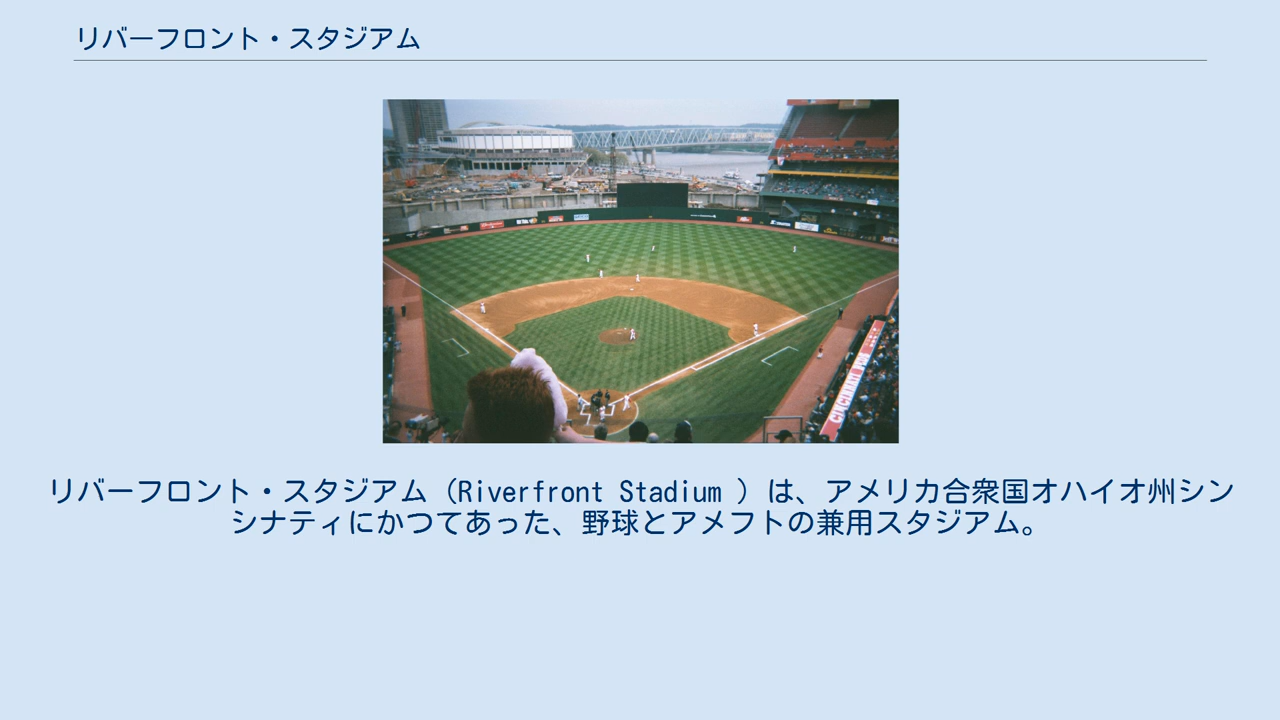 リバーフロント・スタジアム
リバーフロント・スタジアム（Riverfront Stadium ）は、アメリカ合衆国オハイオ州シン
シナティにかつてあった、野球とアメフトの兼用スタジアム。